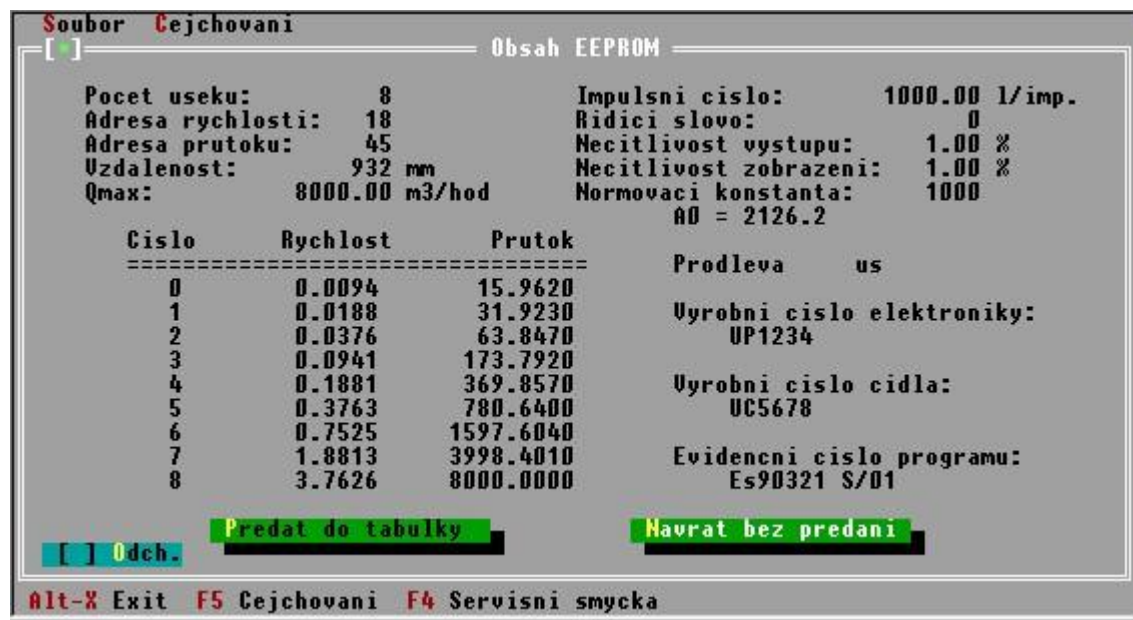 Soubor Cejchovani
[■] Obsah EEPROM
Pocet useku: 8 Impulsni cislo: 1000.00 l/imp.
Adresa rychlosti: 18 Ridici slovo: 0
Adresa prutoku: 45 Necitlivost vystupu: 1.00 %
Vzdalenost: 932 mm Necitlivost zobrazeni: 1.00 %
Qmax: 8000.00 m3/hod Normovaci konstanta: 1000
A0 = 2126.2
Cislo Rychlost Prutok
Prodleva us
=================================
0 0.0094 15.9620
1 0.0188 31.9230 Vyrobni cislo elektroniky:
2 0.0376 63.8470 UP1234
3 0.0941 173.7920
4 0.1881 369.8570 Vyrobni cislo cidla:
5 0.3763 780.6400 UC5678
6 0.7525 1597.6040
7 1.8813 3998.4010 Evidencni cislo programu:
8 3.7626 8000.0000 Es90321 S/01
Predat do tabulky Navrat bez predani
[ ] Odch.
Alt-X Exit F5 Cejchovani F4 Servisni smycka